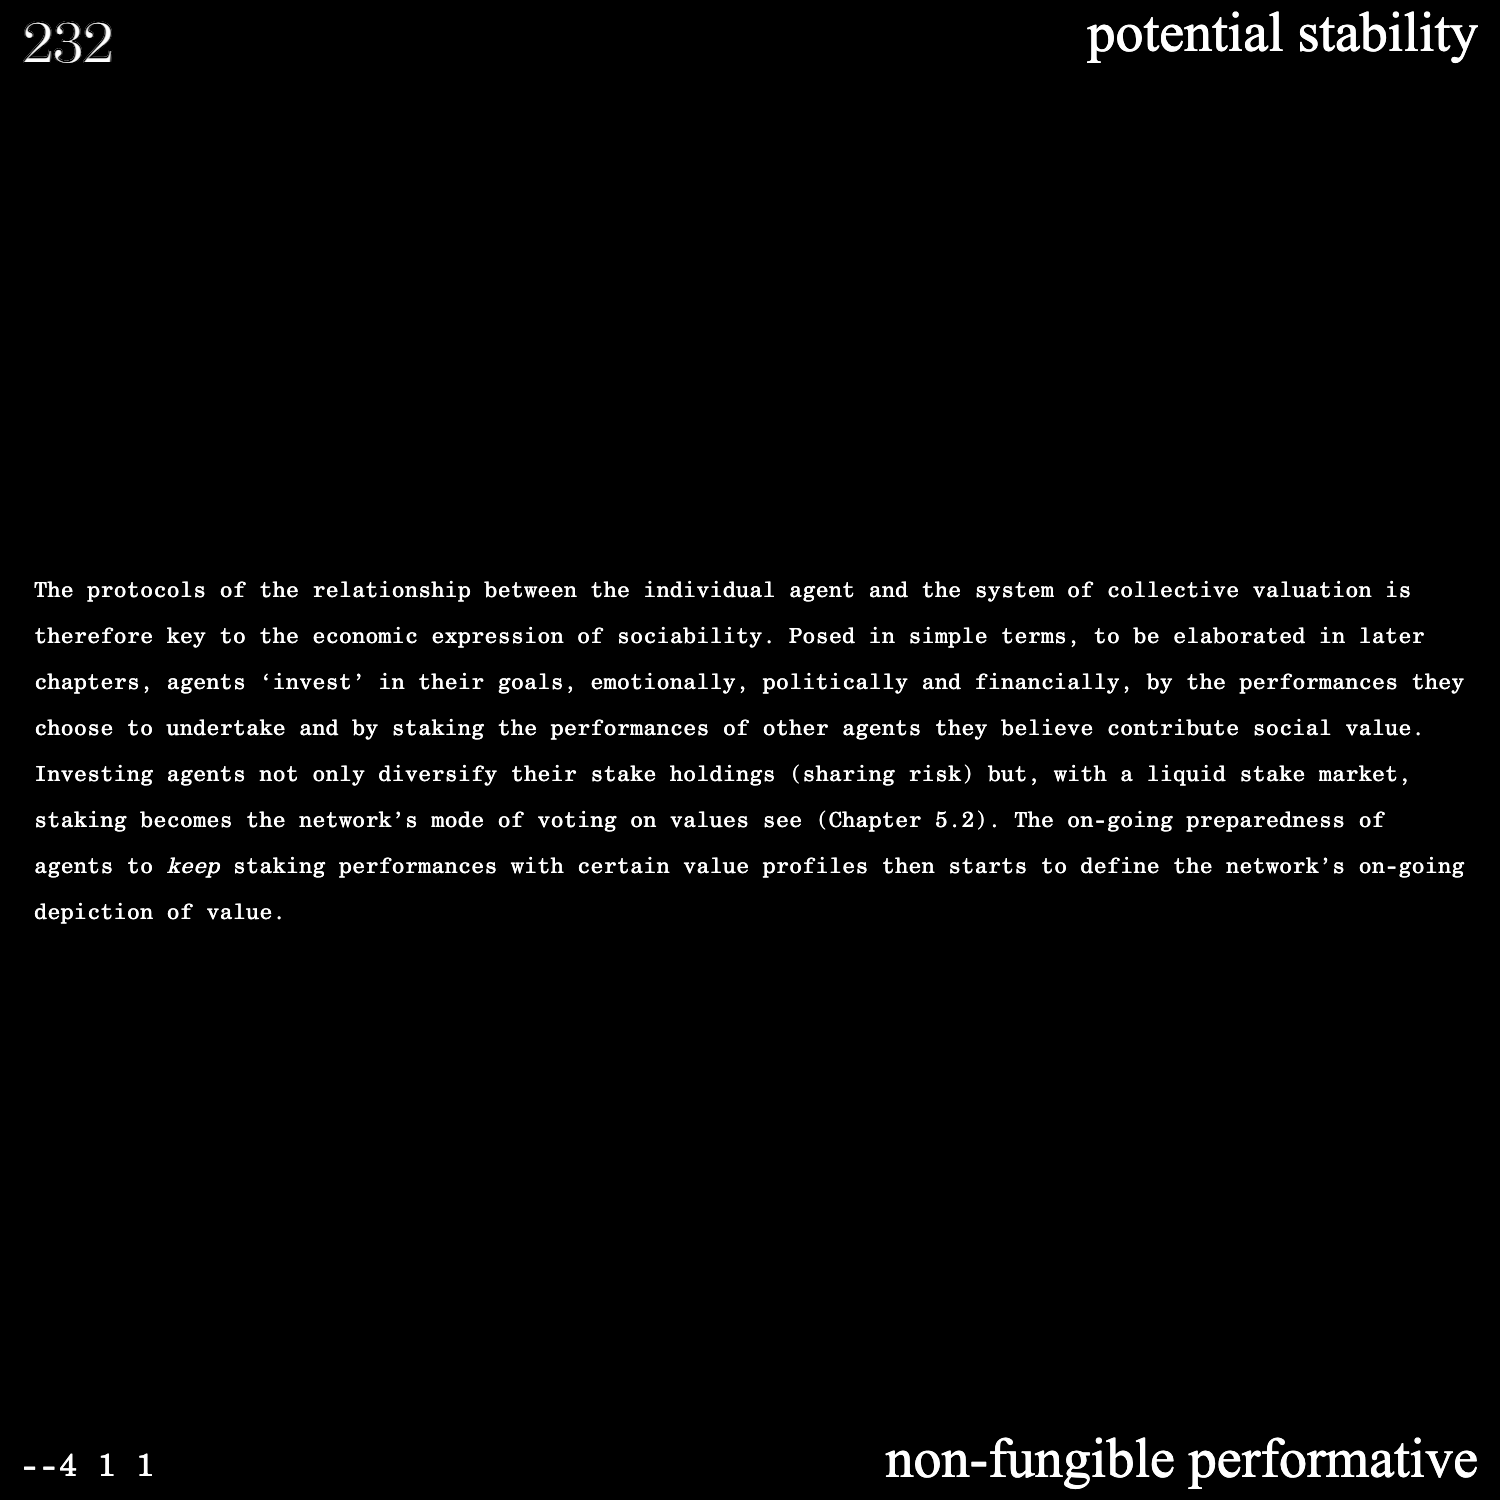 232
potential stability
The protocols of the relationship between the individual agent and the system of collective valuation is
therefore key to the economic expression of sociability. Posed in simple terms, to be elaborated in later
chapters, agents ‘invest’ in their goals, emotionally, politically and financially, by the performances they
choose to undertake and by staking the performances of other agents they believe contribute social value.
Investing agents not only diversify their stake holdings (sharing risk) but, with a liquid stake market,
staking becomes the network’s mode of voting on values see (Chapter 5.2). The on-going preparedness of
agents to keep staking performances with certain value profiles then starts to define the network’s on-going
depiction of value.
--4 1 1
non-fungible performative